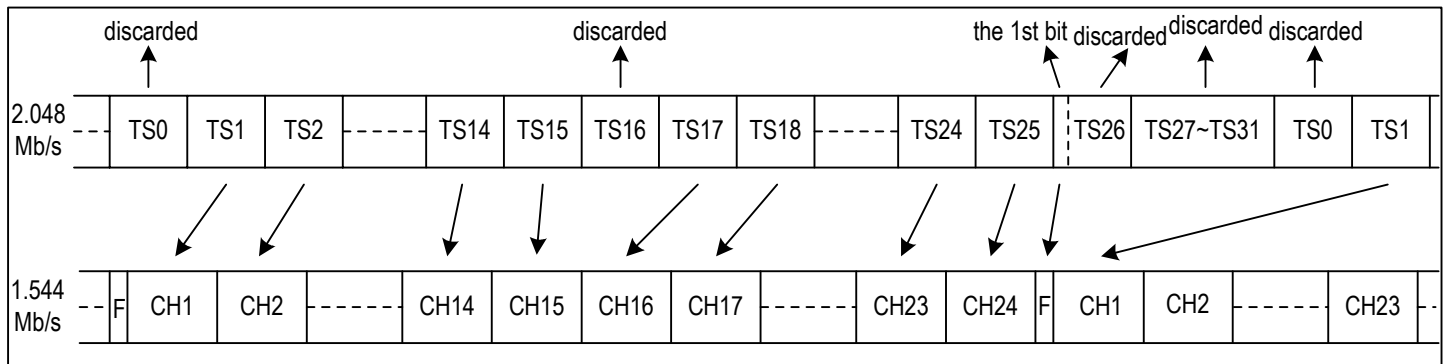 discarded discarded the 1st bit discarded discarded discarded
2.048 Mb/s TS0 TS1 TS2 TS14 TS15 TS16 TS17 TS18 TS24 TS25 TS26 TS27~TS31 TS0 TS1
1.544 Mb/s F CH1 CH2 CH14 CH15 CH16 CH17 CH23 CH24 F CH1 CH2 CH23